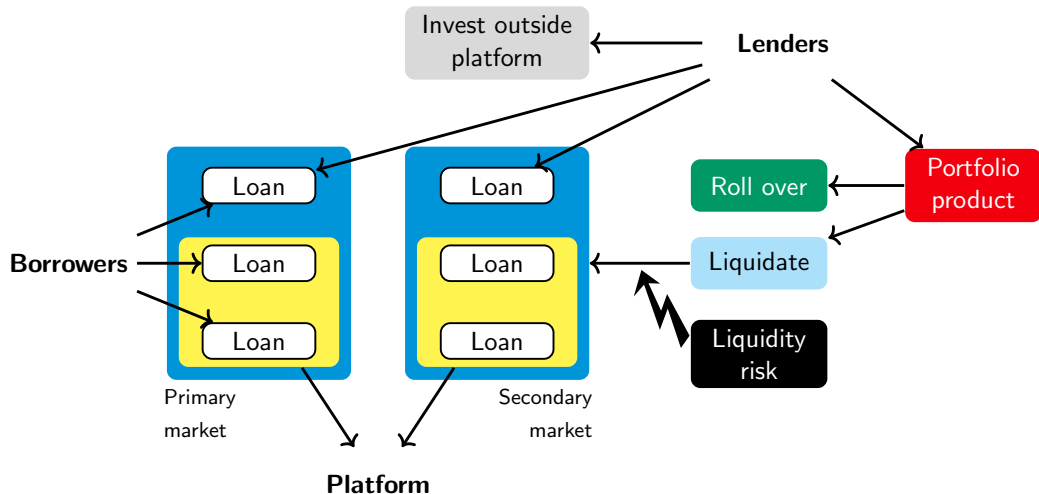 Invest outside
platform
Lenders
Loan
Loan
Roll over
Portfolio
product
Borrowers
Loan
Loan
Liquidate
Loan
Loan
Liquidity
risk
Primary
market
Secondary
market
Platform